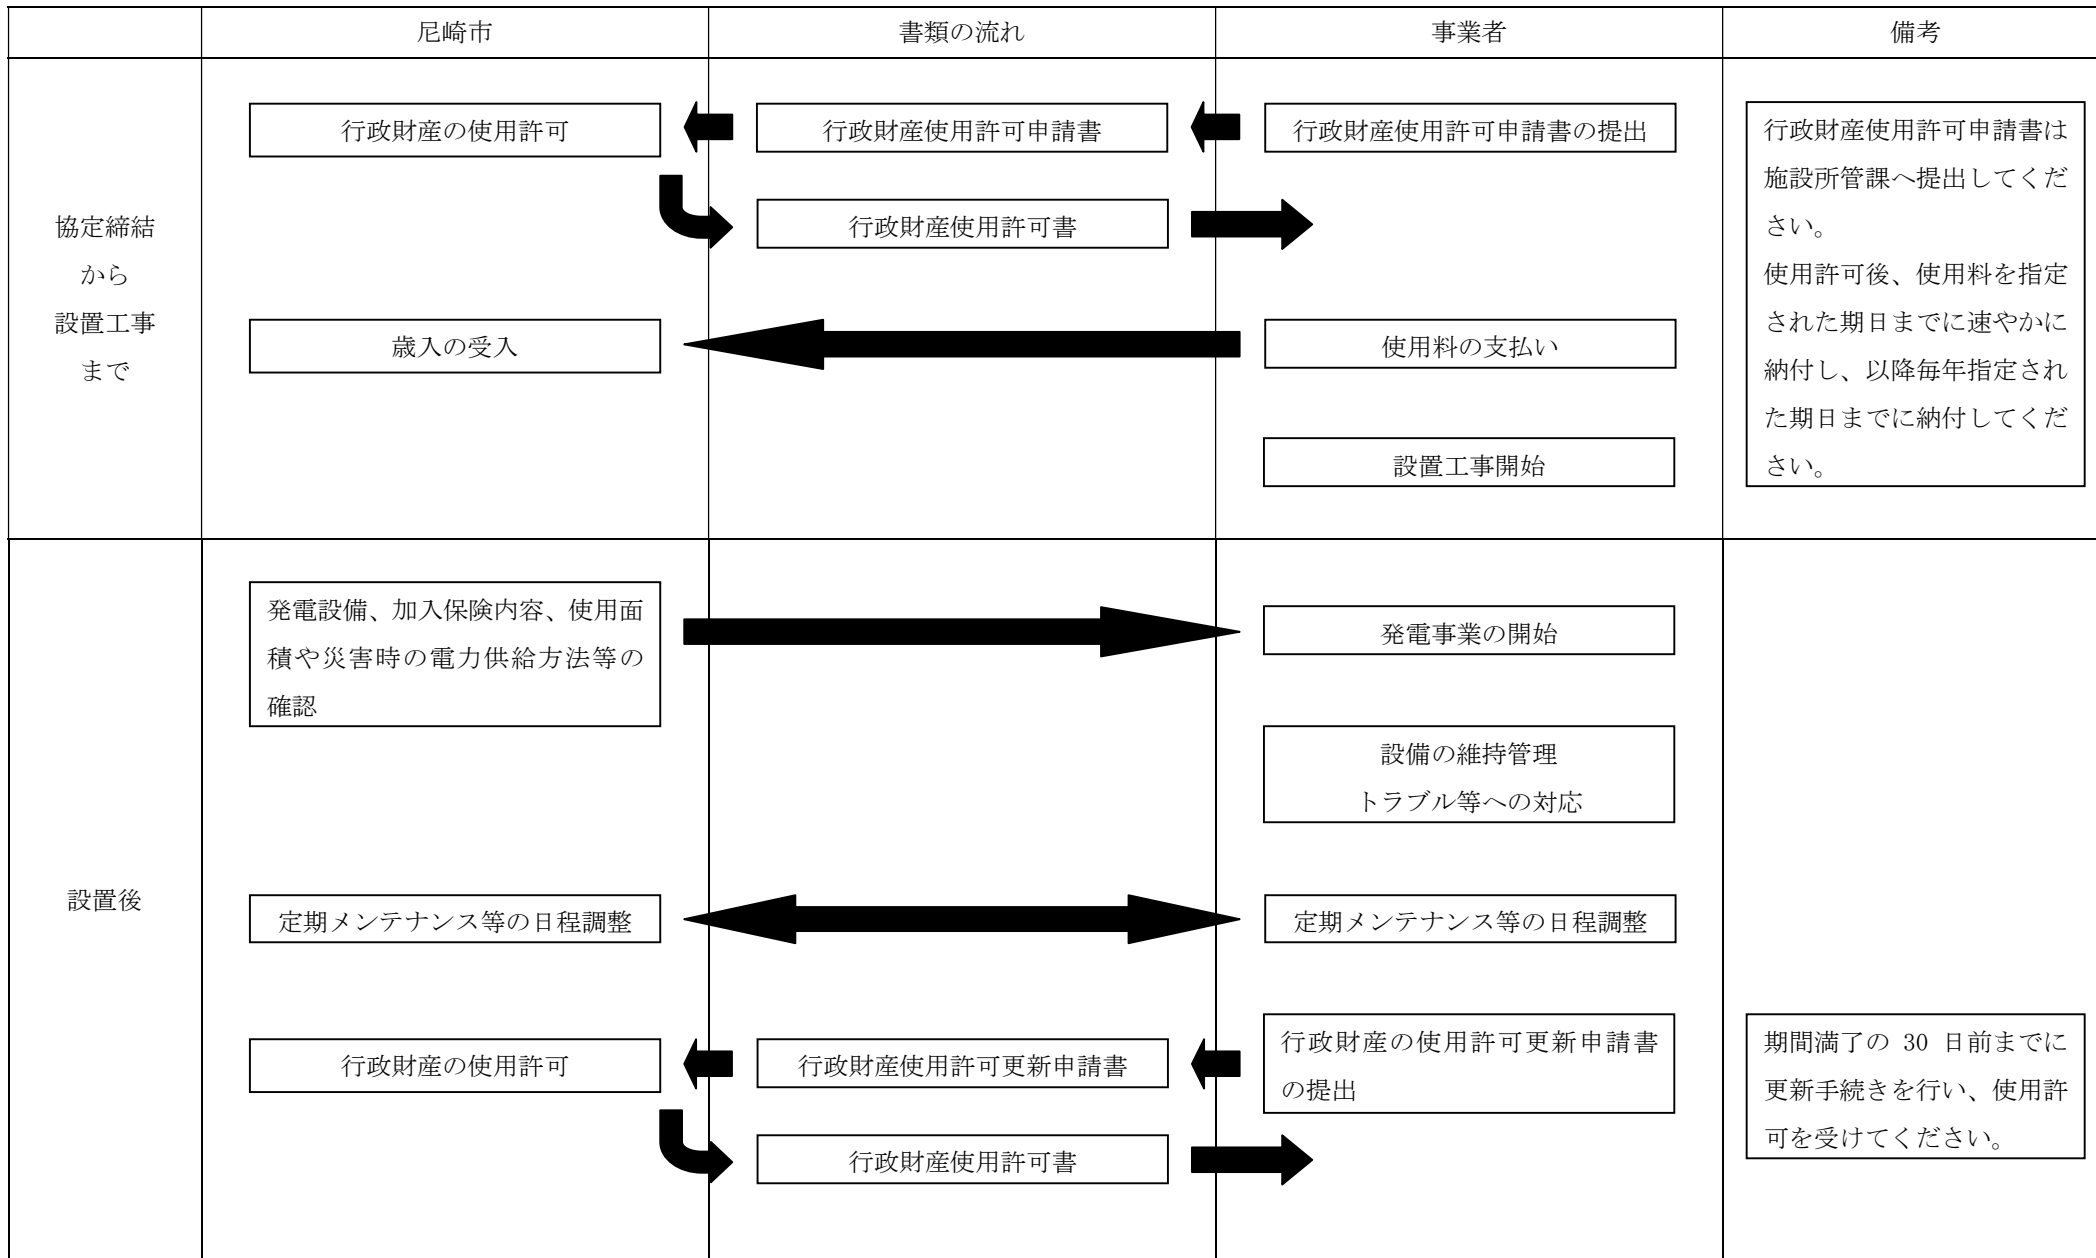 尼崎市
書類の流れ
事業者
備考
協定締結
から
設置工事
まで
行政財産の使用許可
行政財産使用許可申請書
行政財産使用許可申請書の提出
行政財産使用許可書
歳入の受入
使用料の支払い
設置工事開始
行政財産使用許可申請書は
施設所管課へ提出してくだ
さい。
使用許可後、使用料を指定
された期日までに速やかに
納付し、以降毎年指定され
た期日までに納付してくだ
さい。
設置後
発電設備、加入保険内容、使用面
積や災害時の電力供給方法等の
確認
発電事業の開始
設備の維持管理
トラブル等への対応
定期メンテナンス等の日程調整
定期メンテナンス等の日程調整
行政財産の使用許可
行政財産使用許可更新申請書
行政財産の使用許可更新申請書
の提出
行政財産使用許可書
期間満了の 30 日前までに
更新手続きを行い、使用許
可を受けてください。